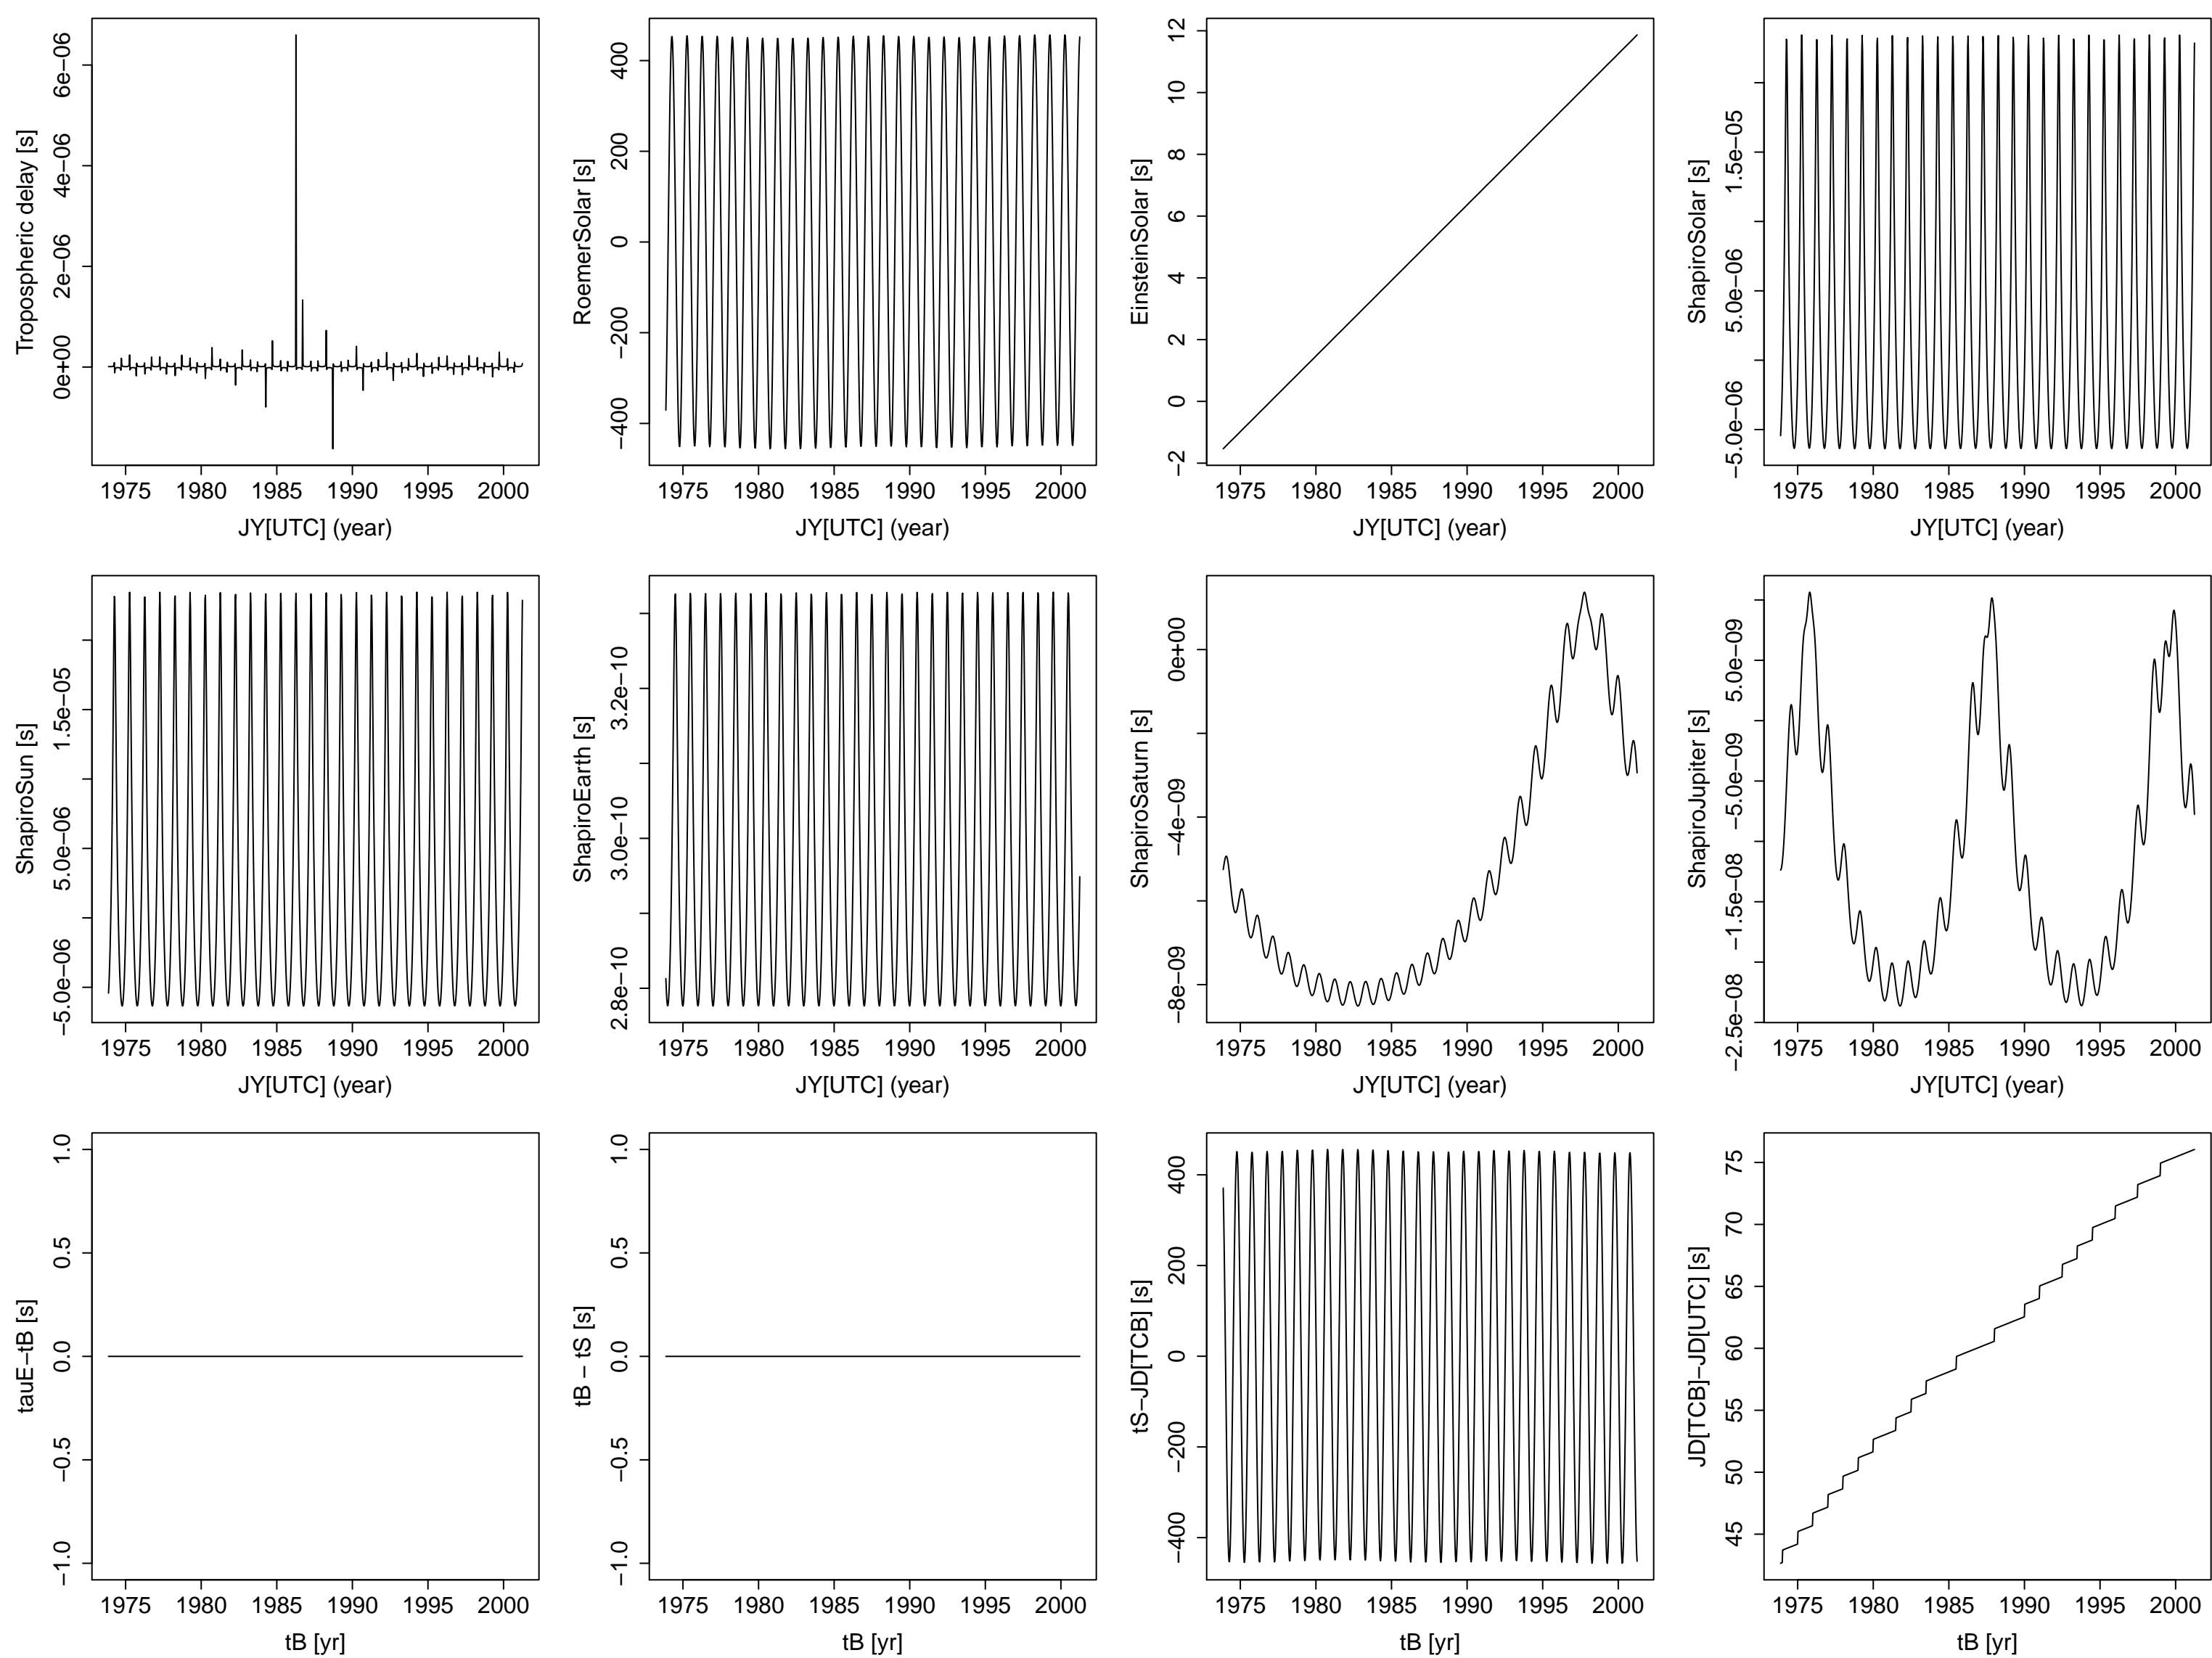 Tropospheric delay [s]
0e+00 2e−06 4e−06 6e−06
1975 1980 1985 1990 1995 2000
JY[UTC] (year)
RoemerSolar [s]
−400 −200 0 200 400
1975 1980 1985 1990 1995 2000
JY[UTC] (year)
EinsteinSolar [s]
−2 0 2 4 6 8 10 12
1975 1980 1985 1990 1995 2000
JY[UTC] (year)
ShapiroSolar [s]
−5.0e−06 5.0e−06 1.5e−05
1975 1980 1985 1990 1995 2000
JY[UTC] (year)
ShapiroSun [s]
−5.0e−06 5.0e−06 1.5e−05
1975 1980 1985 1990 1995 2000
JY[UTC] (year)
ShapiroEarth [s]
2.8e−10 3.0e−10 3.2e−10
1975 1980 1985 1990 1995 2000
JY[UTC] (year)
ShapiroSaturn [s]
−8e−09 −4e−09 0e+00
1975 1980 1985 1990 1995 2000
JY[UTC] (year)
ShapiroJupiter [s]
−2.5e−08 −1.5e−08 −5.0e−09 5.0e−09
1975 1980 1985 1990 1995 2000
JY[UTC] (year)
tauE−tB [s]
−1.0 −0.5 0.0 0.5 1.0
1975 1980 1985 1990 1995 2000
tB [yr]
tB − tS [s]
−1.0 −0.5 0.0 0.5 1.0
1975 1980 1985 1990 1995 2000
tB [yr]
tS−JD[TCB] [s]
−400 −200 0 200 400
1975 1980 1985 1990 1995 2000
tB [yr]
JD[TCB]−JD[UTC] [s]
45 50 55 60 65 70 75
1975 1980 1985 1990 1995 2000
tB [yr]